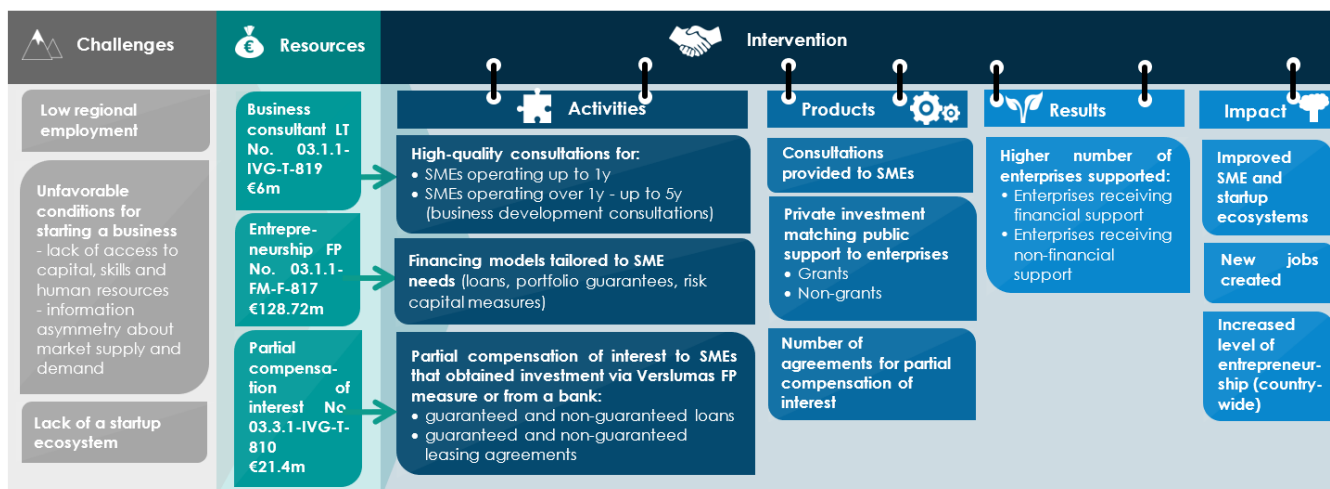 Challenges
Resources
Intervention
Low regional
employment
Unfavorable
conditions for
starting a business
- lack of access to
capital, skills and
human resources
- information
asymmetry about
market supply and
demand
Lack of a startup
ecosystem
€
Business
consultant LT
No. 03.1.1-
IVG-T-819
€6m
Entrepre-
neurship FP
No. 03.1.1-
FM-F-817
€128.72m
Partial
compensa-
tion of
interest No
03.3.1-IVG-T-
810
€21.4m
Activities
High-quality consultations for:
• SMEs operating up to 1y
• SMEs operating over 1y - up to 5y
(business development consultations)
Financing models tailored to SME
needs (loans, portfolio guarantees, risk
capital measures)
Partial compensation of interest to SMEs
that obtained investment via Verslumas FP
measure or from a bank:
• guaranteed and non-guaranteed loans
• guaranteed and non-guaranteed
leasing agreements
Products
Consultations
provided to SMEs
Private investment
matching public
support to enterprises
• Grants
• Non-grants
Number of
agreements for partial
compensation of
interest
Results
Higher number of
enterprises supported:
• Enterprises receiving
financial support
• Enterprises receiving
non-financial
support
Impact
Improved
SME and
startup
ecosystems
New jobs
created
Increased
level of
entrepreneur-
ship (country-
wide)